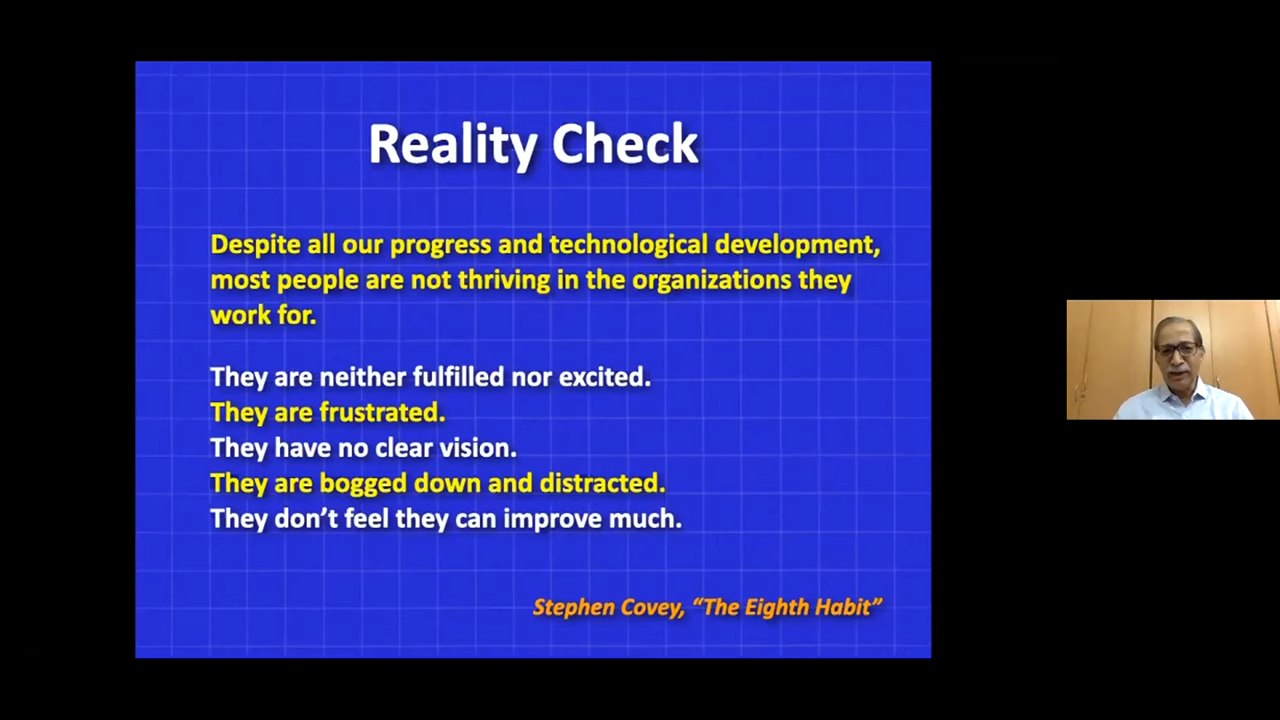 Reality Check
Despite all our progress and technological development,
most people are not thriving in the organizations they
work for.
They are neither fulfilled nor excited.
They are frustrated.
They have no clear vision.
They are bogged down and distracted.
They don’t feel they can improve much.
Stephen Covey, “The Eighth Habit”